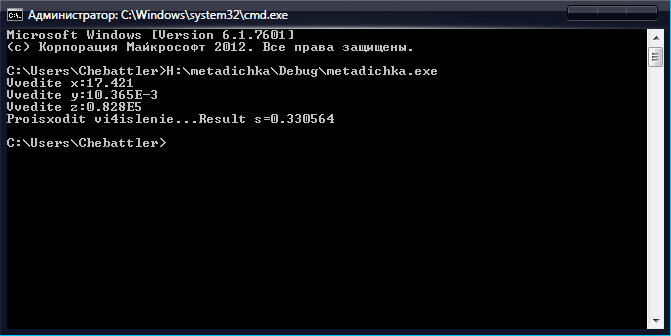 Администратор: C:\Windows\system32\cmd.exe
Microsoft Windows [Version 6.1.7601]
(c) Корпорация Майкрософт 2012. Все права защищены.
C:\Users\Chebattler>H:\metadichka\Debug\metadichka.exe
Vvedite x:17.421
Vvedite y:10.365E-3
Vvedite z:0.828E5
Proisxodit vi4islenie...Result s=0.330564
C:\Users\Chebattler>